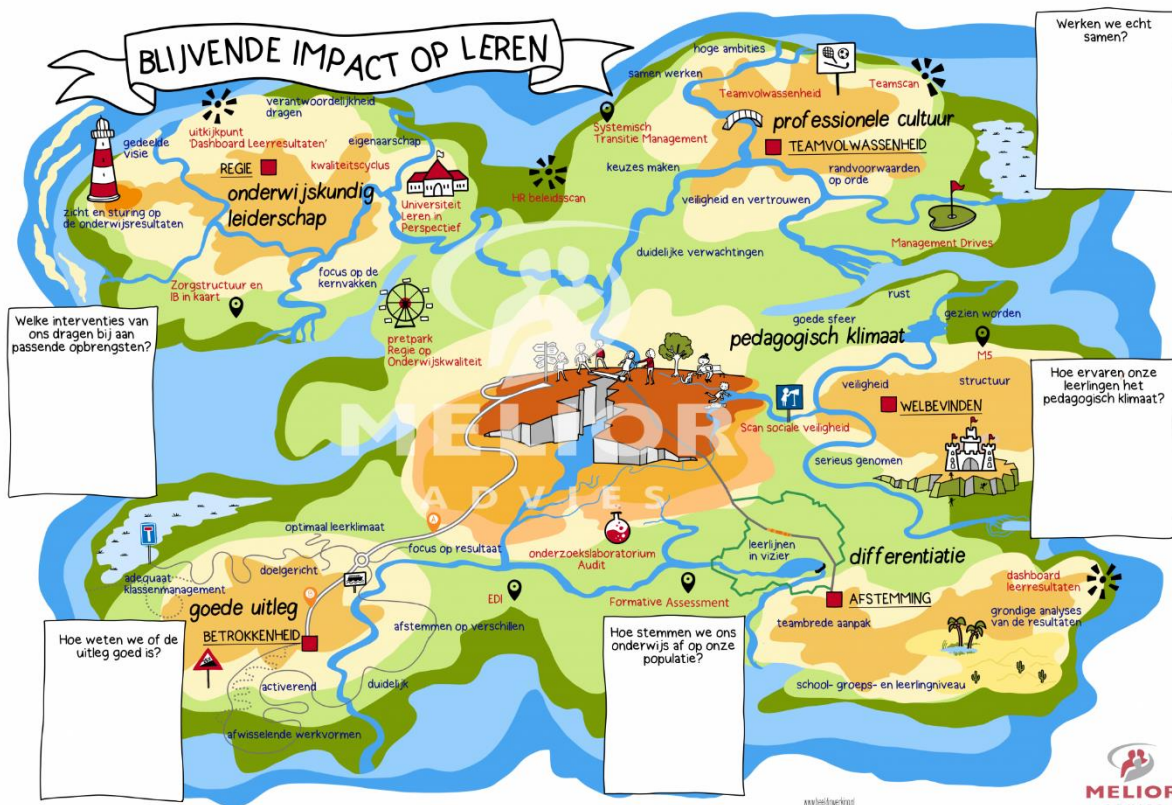 BLIJVENDE IMPACT OP LEREN
Werken we echt
samen?
hoge ambities
samen werken
Teamvolwassenheid
Teamscan
professionele cultuur
TEAMVOLWASSENHEID
Systemisch
Transitie Management
keuzes maken
randvoorwaarden
op orde
veiligheid en vertrouwen
HR beleidsscan
Management Drives
duidelijke verwachtingen
verantwoordelijkheid
dragen
uitkijkpunt
'Dashboard Leerresultaten'
gedeelde
visie
eigenaarschap
REGIE
kwaliteitscyclus
onderwijskundig
leiderschap
Universiteit
Leren in
Perspectief
zicht en sturing op
de onderwijsresultaten
focus op de
kernvakken
Zorgstructuur en
IB in kaart
pretpark
Regie op
Onderwijskwaliteit
Welke interventies van
ons dragen bij aan
passende opbrengsten?
rust
goede sfeer
gezien worden
pedagogisch klimaat
M5
veiligheid
structuur
WELBEVINDEN
Scan sociale veiligheid
serieus genomen
Hoe ervaren onze
leerlingen het
pedagogisch klimaat?
MELIOR
ADVIES
optimaal leerklimaat
focus op resultaat
onderzoekslaboratorium
Audit
leerlijnen
in vizier
differentiatie
adequaat
klassenmanagement
doelgericht
goede uitleg
BETROKKENHEID
EDI
Formative Assessment
AFSTEMMING
dashboard
leerresultaten
grondige analyses
van de resultaten
teambrede aanpak
afstemmen op verschillen
activerend
duidelijk
afwisselende werkvormen
school- groeps- en leerlingniveau
Hoe weten we of de
uitleg goed is?
Hoe stemmen we ons
onderwijs af op onze
populatie?
MELIOR